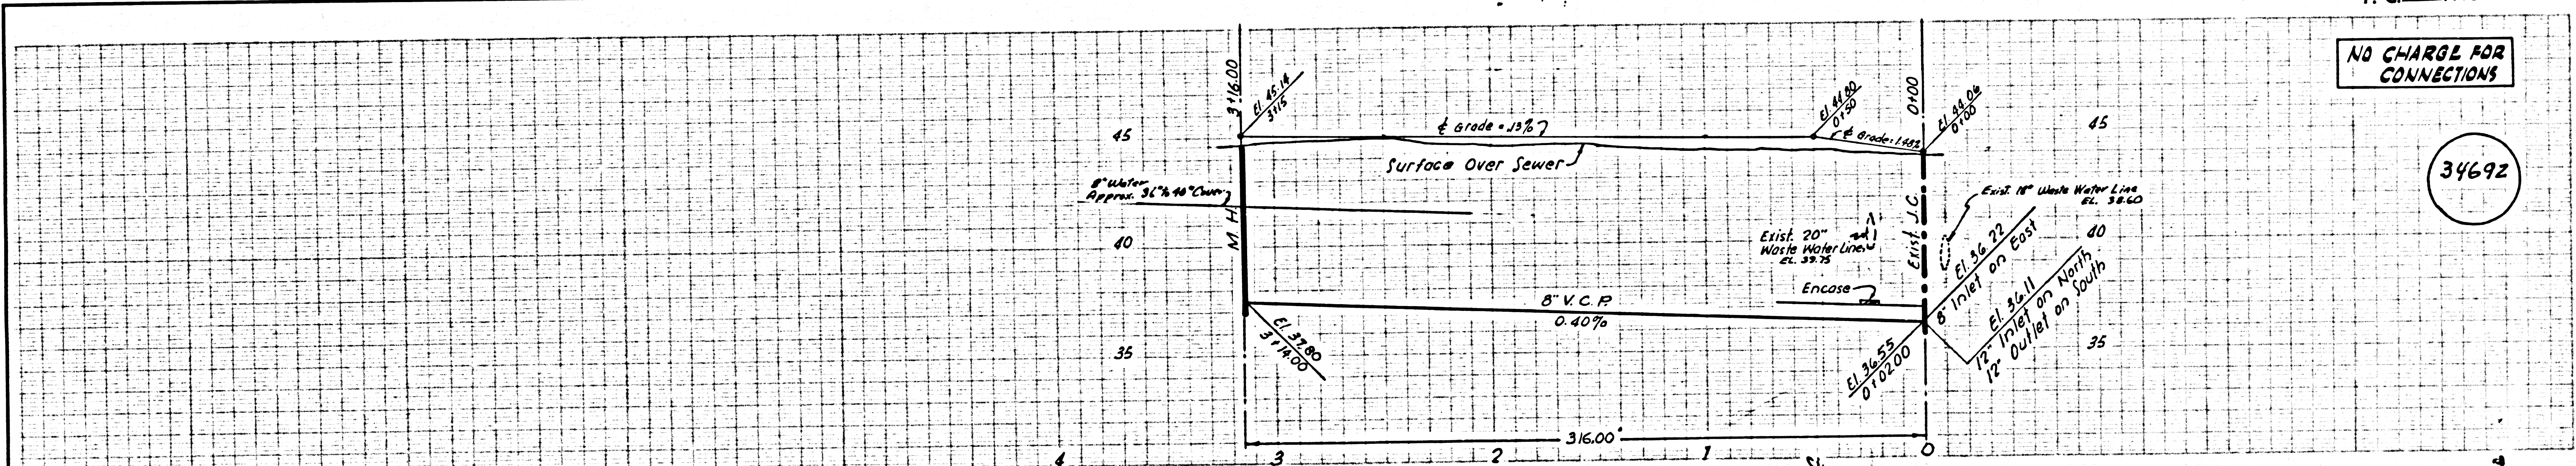 NO CHARGE FOR
CONNECTIONS
34692
3+16.00
El. 45.14
3+15
El. 44.80
0+50
0+00
El. 44.06
0+00
45
℄ Grade = .13%
℄ Grade = 1.48%
45
Surface Over Sewer
8" Water
Approx. 36" to 40" Cover
M. H.
Exist. J.C.
Exist. 18" Waste Water Line
EL. 38.60
40
Exist. 20"
Waste Water Line
EL. 39.75
40
El. 36.22
8" Inlet on East
El. 36.11
12" Inlet on North
12" Outlet on South
Encase
8" V.C.P.
0.40%
El. 37.80
3+14.00
35
El. 36.55
0+02.00
35
316.00'
4
3
2
1
0